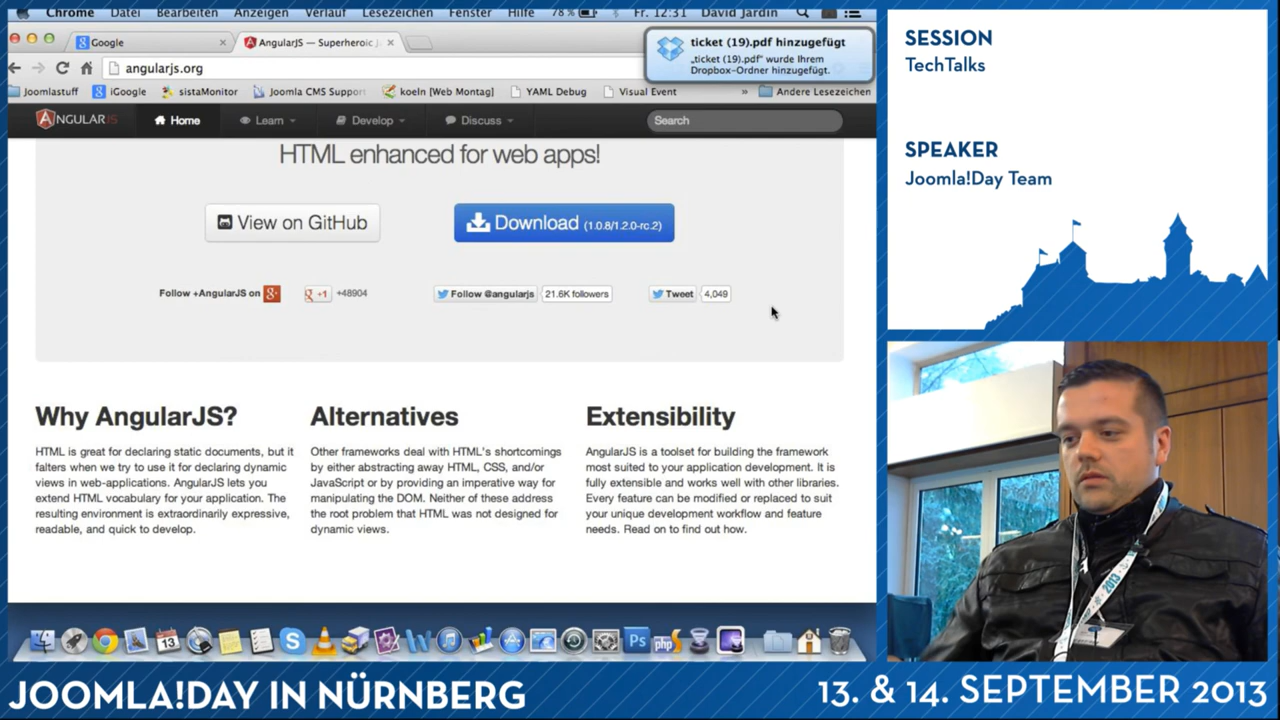 Chrome Datei Bearbeiten Anzeigen Verlauf Lesezeichen Fenster Hilfe 78 % Fr. 12:31 David Jardin
Google
AngularJS — Superheroic J
ticket (19).pdf hinzugefügt
„ticket (19).pdf" wurde Ihrem
Dropbox-Ordner hinzugefügt.
angularjs.org
Joomlastuff iGoogle sistaMonitor Joomla CMS Support koeln [Web Montag] YAML Debug Visual Event » Andere Lesezeichen
ANGULARJS Home Learn Develop Discuss Search
HTML enhanced for web apps!
View on GitHub
Download (1.0.8/1.2.0-rc.2)
Follow +AngularJS on g+ g +1 +48904 Follow @angularjs 21.6K followers Tweet 4,049
Why AngularJS?
HTML is great for declaring static documents, but it
falters when we try to use it for declaring dynamic
views in web-applications. AngularJS lets you
extend HTML vocabulary for your application. The
resulting environment is extraordinarily expressive,
readable, and quick to develop.
Alternatives
Other frameworks deal with HTML's shortcomings
by either abstracting away HTML, CSS, and/or
JavaScript or by providing an imperative way for
manipulating the DOM. Neither of these address
the root problem that HTML was not designed for
dynamic views.
Extensibility
AngularJS is a toolset for building the framework
most suited to your application development. It is
fully extensible and works well with other libraries.
Every feature can be modified or replaced to suit
your unique development workflow and feature
needs. Read on to find out how.
13
Ps
php
SESSION
TechTalks
SPEAKER
Joomla!Day Team
2013
JOOMLA!DAY IN NÜRNBERG
13. & 14. SEPTEMBER 2013